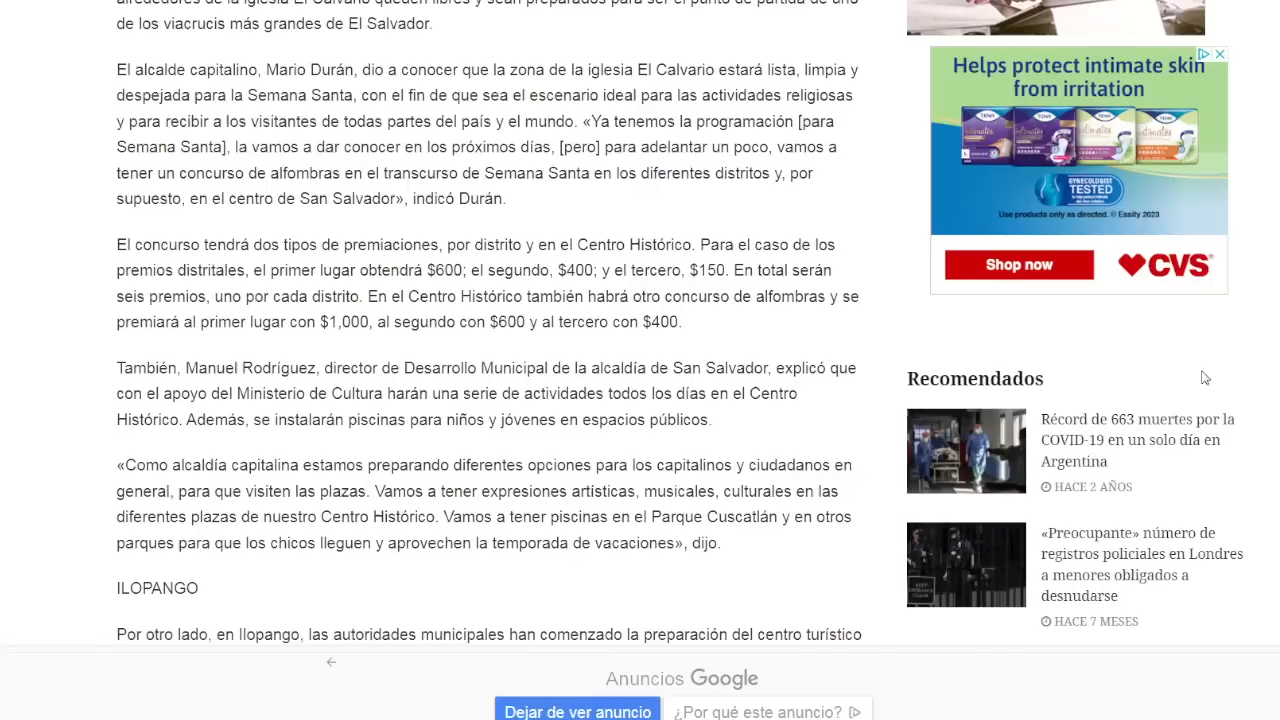 alrededores de la iglesia El Calvario queden libres y sean preparados para ser el punto de partida de uno
de los viacrucis más grandes de El Salvador.
El alcalde capitalino, Mario Durán, dio a conocer que la zona de la iglesia El Calvario estará lista, limpia y
despejada para la Semana Santa, con el fin de que sea el escenario ideal para las actividades religiosas
y para recibir a los visitantes de otras partes del país y el mundo. «Ya tenemos la programación [para
Semana Santa], la vamos a dar conocer en los próximos días, [pero] para adelantar un poco, vamos a
tener un concurso de alfombras en el transcurso de Semana Santa en los diferentes distritos y, por
supuesto, en el centro de San Salvador», indicó Durán.
El concurso tendrá dos tipos de premiaciones, por distrito y en el Centro Histórico. Para el caso de los
premios distritales, el primer lugar obtendrá $600; el segundo, $400; y el tercero, $150. En total serán
seis premios, uno por cada distrito. En el Centro Histórico también habrá otro concurso de alfombras y se
premiará al primer lugar con $1,000, al segundo con $600 y al tercero con $400.
También, Manuel Rodríguez, director de Desarrollo Municipal de la alcaldía de San Salvador, explicó que
con el apoyo del Ministerio de Cultura harán una serie de actividades todos los días en el Centro
Histórico. Además, se instalarán piscinas para niños y jóvenes en espacios públicos.
«Como alcaldía capitalina estamos preparando diferentes opciones para los capitalinos y ciudadanos en
general, para que visiten las plazas. Vamos a tener expresiones artísticas, musicales, culturales en las
diferentes plazas de nuestro Centro Histórico. Vamos a tener piscinas en el Parque Cuscatlán y en otros
parques para que los chicos lleguen y aprovechen la temporada de vacaciones», dijo.
ILOPANGO
Por otro lado, en Ilopango, las autoridades municipales han comenzado la preparación del centro turístico
Helps protect intimate skin
from irritation
TENA TENA TENA TENA
intimates intimates intimates intimates
GYNECOLOGIST
TESTED
Use products only as directed. © Essity 2023
Shop now
CVS
Recomendados
Récord de 663 muertes por la
COVID-19 en un solo día en
Argentina
HACE 2 AÑOS
«Preocupante» número de
registros policiales en Londres
a menores obligados a
desnudarse
HACE 7 MESES
Anuncios Google
Dejar de ver anuncio
¿Por qué este anuncio?